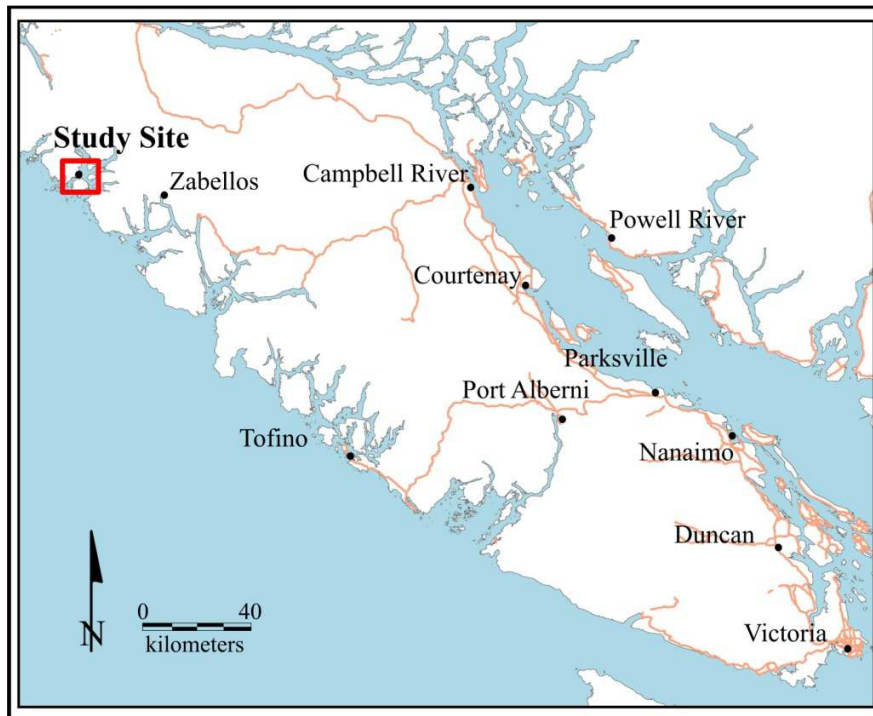 Study Site
Zabellos
Campbell River
Powell River
Courtenay
Parksville
Port Alberni
Tofino
Nanaimo
Duncan
Victoria
N
0 40
kilometers